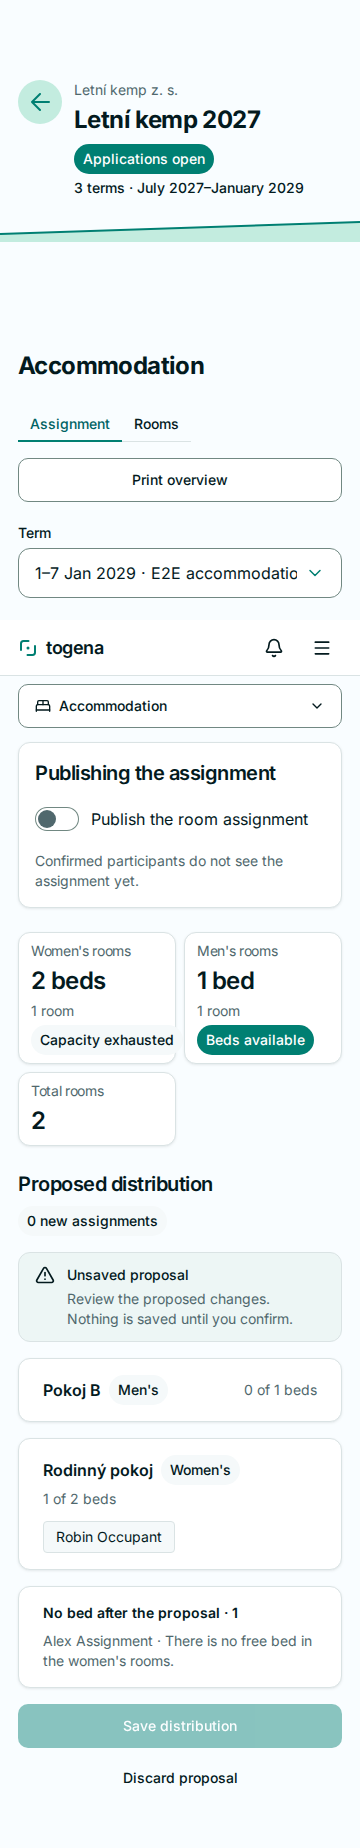 Letní kemp z. s.
Letní kemp 2027
Applications open
3 terms · July 2027–January 2029
Accommodation
Assignment
Rooms
Print overview
Term
1–7 Jan 2029 · E2E accommodatio
togena
Accommodation
Publishing the assignment
Publish the room assignment
Confirmed participants do not see the
assignment yet.
Women's rooms
2 beds
1 room
Capacity exhausted
Men's rooms
1 bed
1 room
Beds available
Total rooms
2
Proposed distribution
0 new assignments
Unsaved proposal
Review the proposed changes.
Nothing is saved until you confirm.
Pokoj B
Men's
0 of 1 beds
Rodinný pokoj
Women's
1 of 2 beds
Robin Occupant
No bed after the proposal · 1
Alex Assignment · There is no free bed in
the women's rooms.
Save distribution
Discard proposal